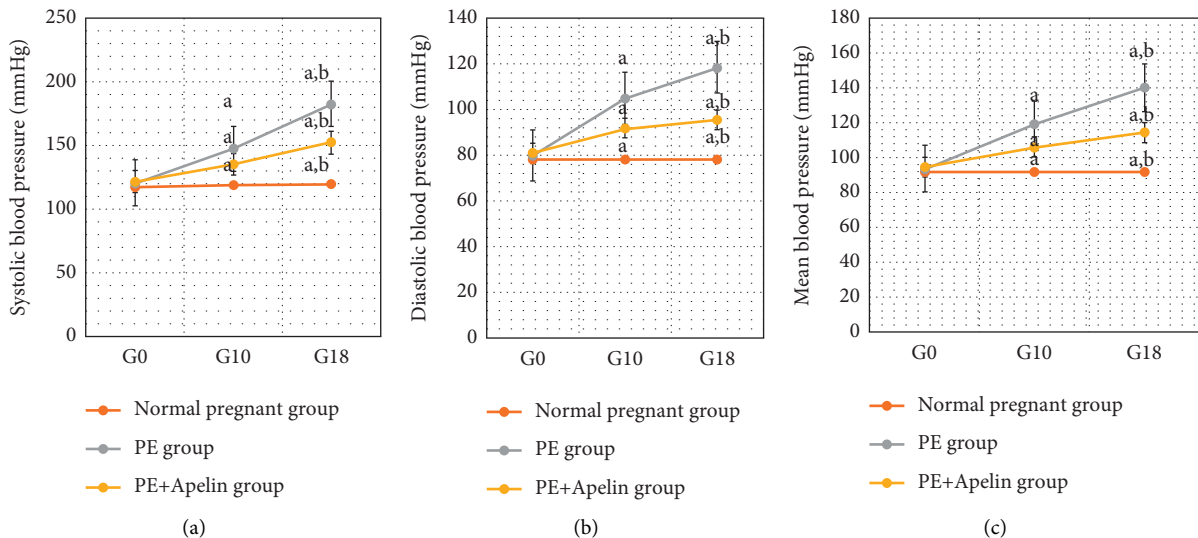 Systolic blood pressure (mmHg)
250
200
150
100
50
0
a
a
a
a,b
a,b
a,b
G0 G10 G18
Normal pregnant group
PE group
PE+Apelin group
(a)
Diastolic blood pressure (mmHg)
140
120
100
80
60
40
20
0
a
a
a
a,b
a,b
a,b
G0 G10 G18
Normal pregnant group
PE group
PE+Apelin group
(b)
Mean blood pressure (mmHg)
180
160
140
120
100
80
60
40
20
0
a
a
a
a,b
a,b
a,b
G0 G10 G18
Normal pregnant group
PE group
PE+Apelin group
(c)